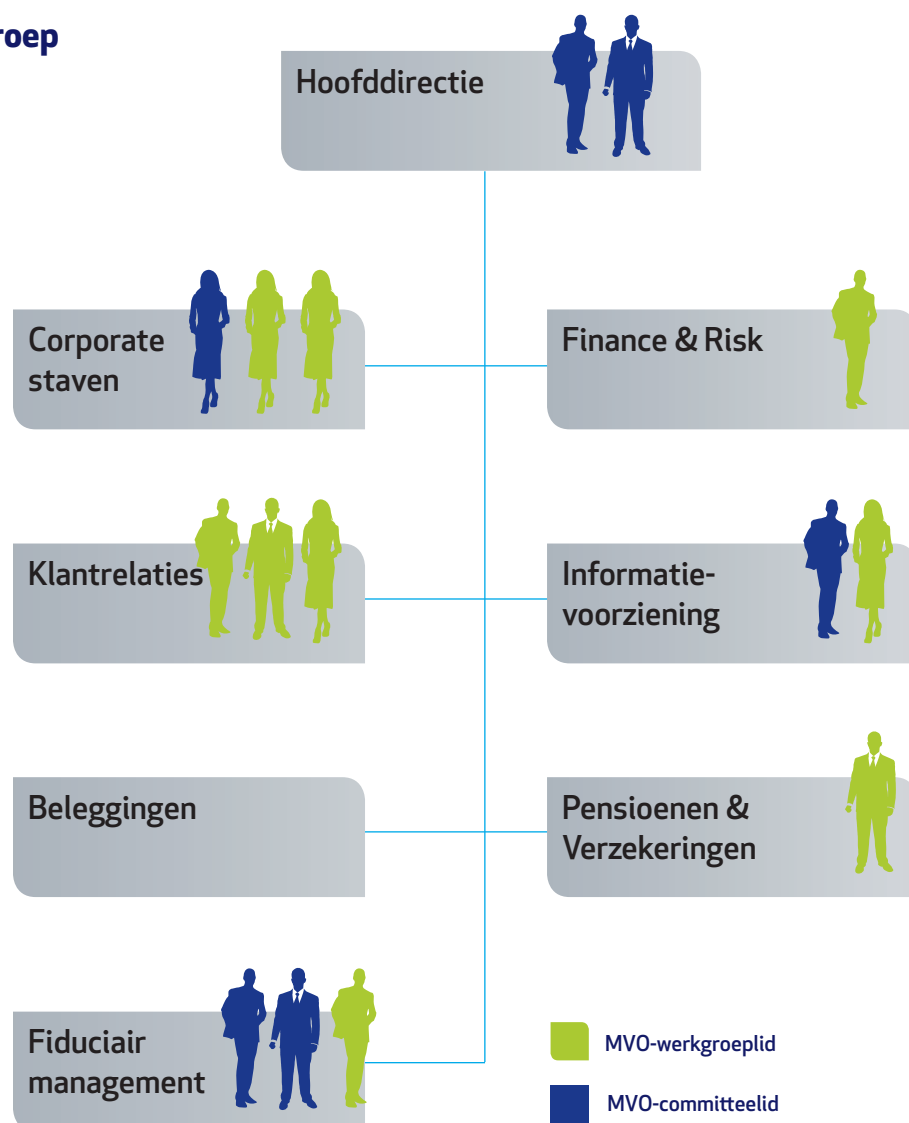 roep
Hoofddirectie
Corporate
staven
Finance & Risk
Klantrelaties
Informatie-
voorziening
Beleggingen
Pensioenen &
Verzekeringen
Fiduciair
management
MVO-werkgroeplid
MVO-committeelid